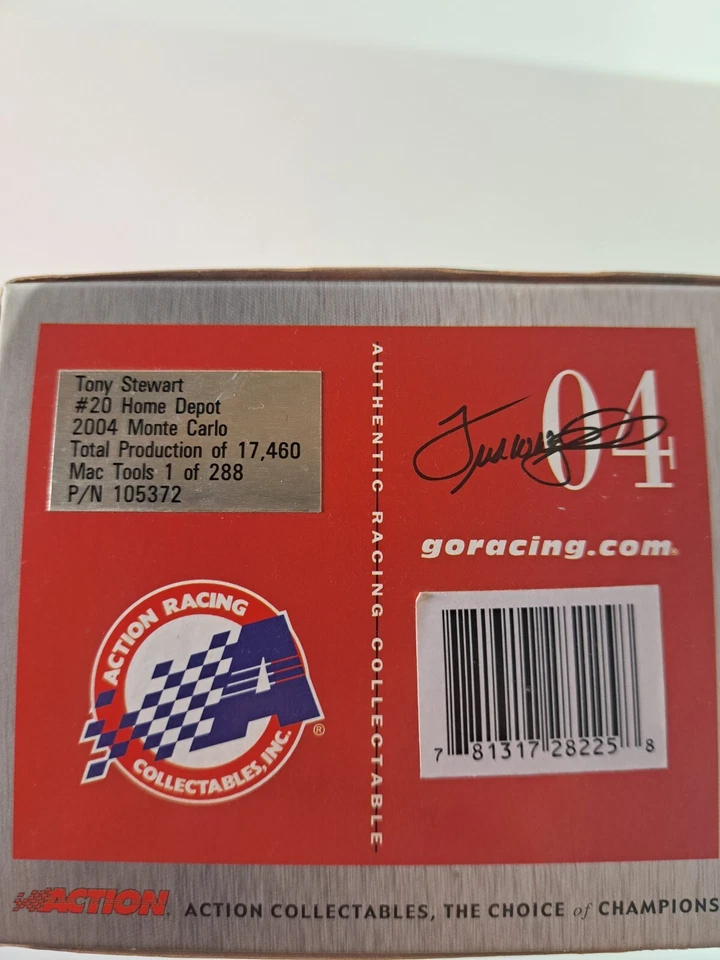 Tony Stewart
#20 Home Depot
2004 Monte Carlo
Total Production of 17,460
Mac Tools 1 of 288
P/N 105372
AUTHENTIC RACING COLLECTABLE
04
goracing.com®
ACTION RACING
COLLECTABLES, INC.®
7 81317 28225 8
ACTION® ACTION COLLECTABLES, THE CHOICE of CHAMPIONS